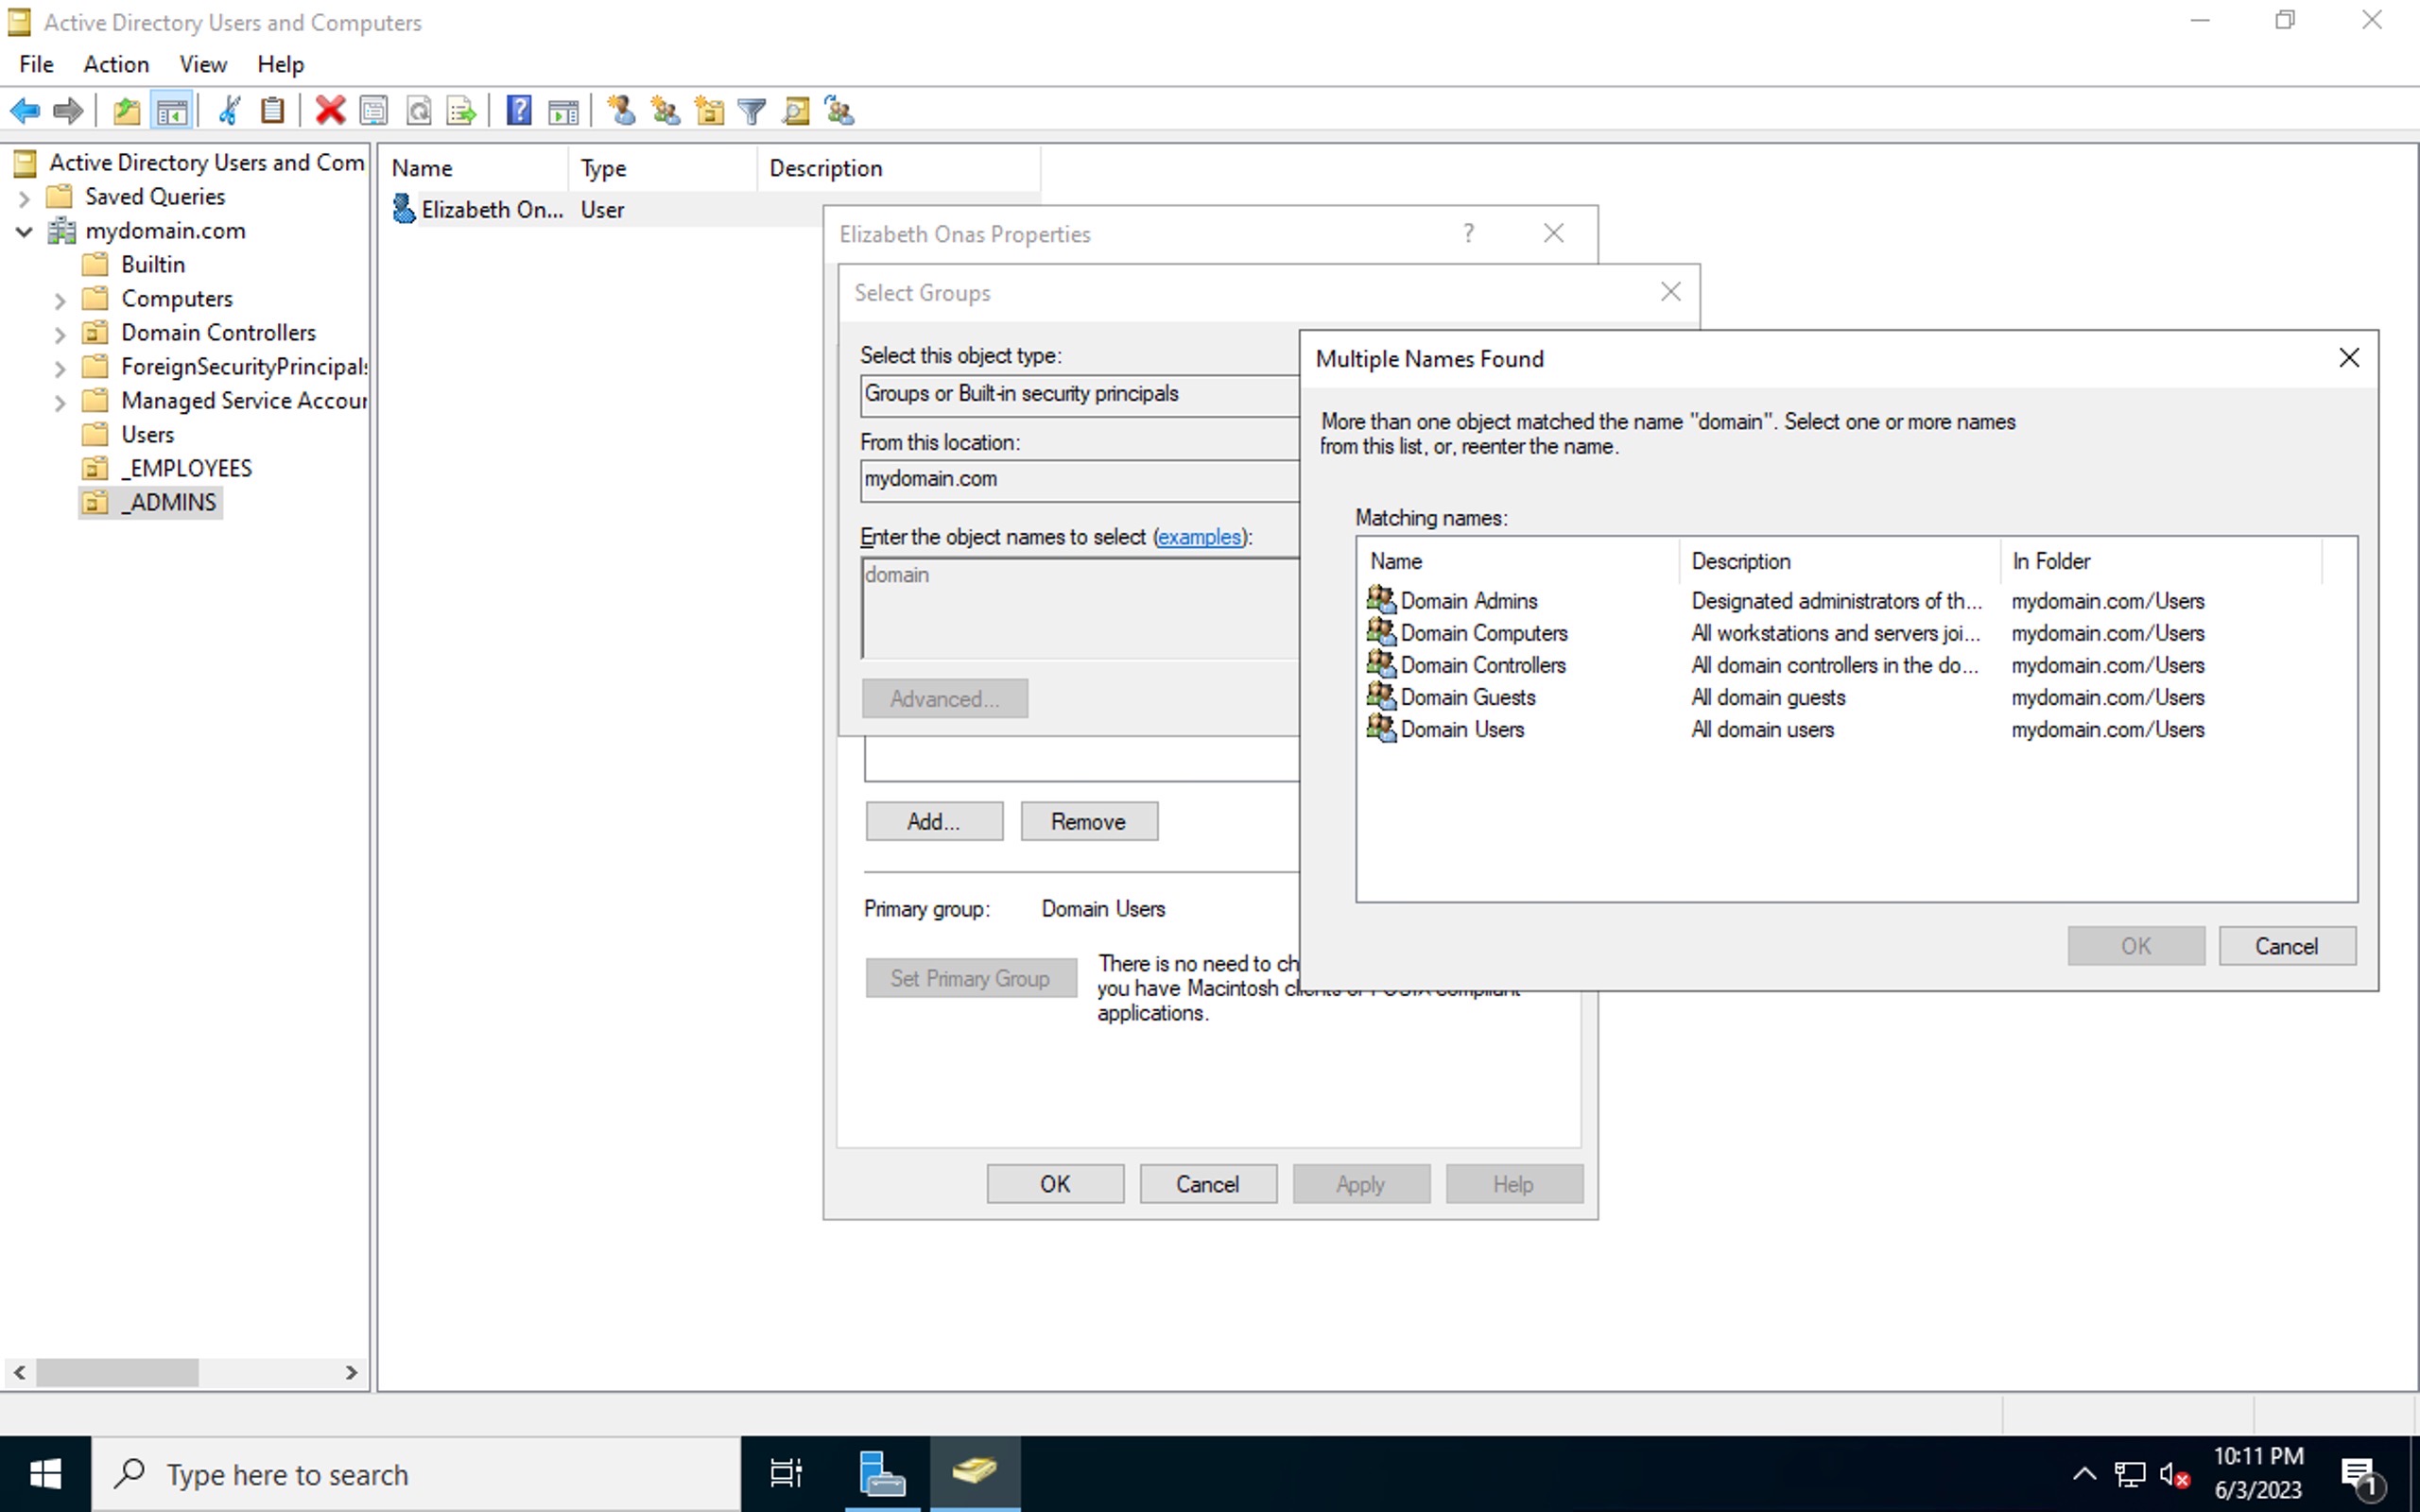 Active Directory Users and Computers
File Action View Help
Active Directory Users and Com
Saved Queries
mydomain.com
Builtin
Computers
Domain Controllers
ForeignSecurityPrincipals
Managed Service Accour
Users
_EMPLOYEES
_ADMINS
Name Type Description
Elizabeth On... User
Elizabeth Onas Properties
?
Select Groups
Select this object type:
Groups or Built-in security principals
From this location:
mydomain.com
Enter the object names to select (examples):
domain
Advanced...
Add... Remove
Primary group: Domain Users
Set Primary Group
There is no need to ch
you have Macintosh clients or POSIX-compliant
applications.
OK Cancel Apply Help
Multiple Names Found
More than one object matched the name "domain". Select one or more names
from this list, or, reenter the name.
Matching names:
Name Description In Folder
Domain Admins Designated administrators of th... mydomain.com/Users
Domain Computers All workstations and servers joi... mydomain.com/Users
Domain Controllers All domain controllers in the do... mydomain.com/Users
Domain Guests All domain guests mydomain.com/Users
Domain Users All domain users mydomain.com/Users
OK Cancel
Type here to search
10:11 PM
6/3/2023
1